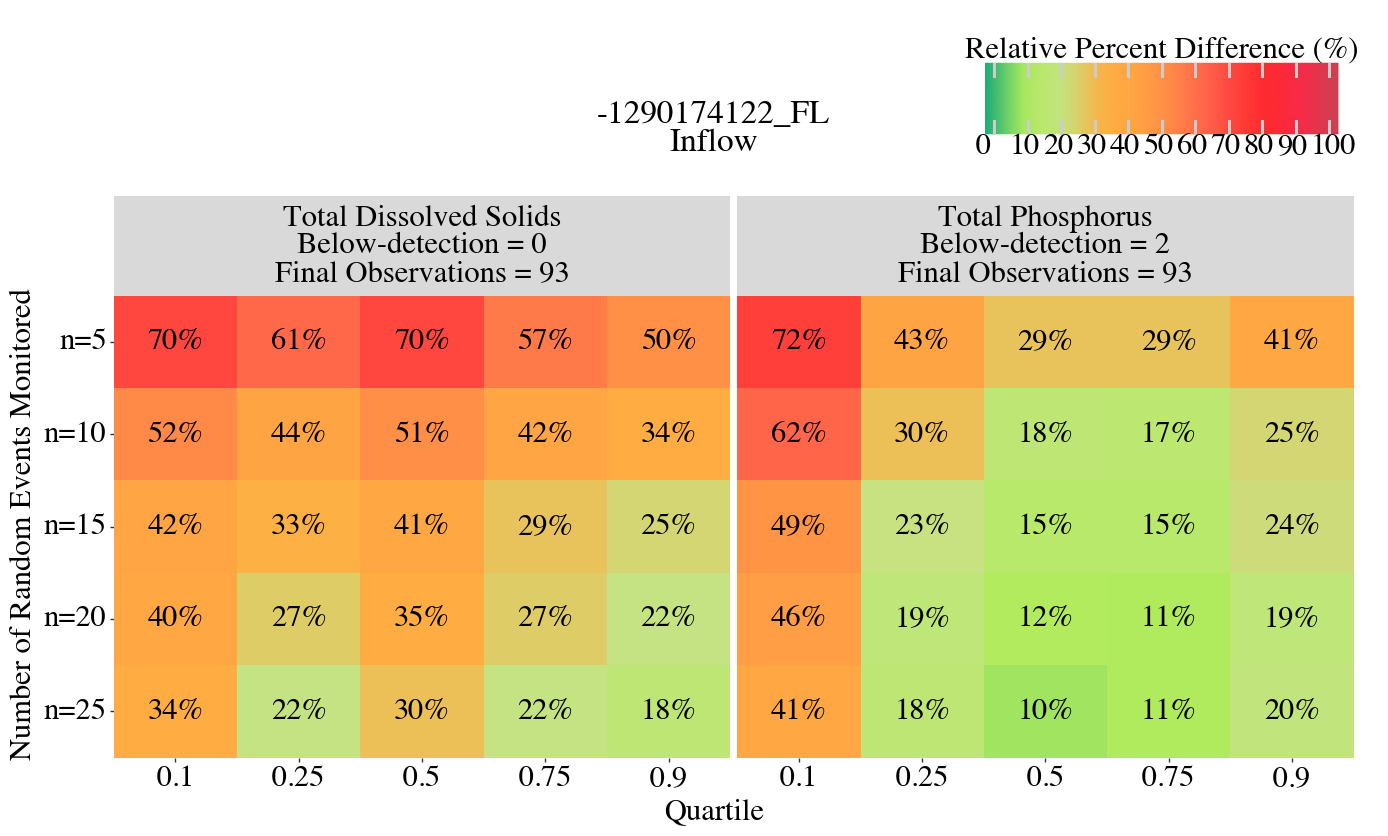 Relative Percent Difference (%)
0 10 20 30 40 50 60 70 80 90 100
-1290174122_FL
Inflow
Total Dissolved Solids
Below-detection = 0
Final Observations = 93
Total Phosphorus
Below-detection = 2
Final Observations = 93
Number of Random Events Monitored
n=5 70% 61% 70% 57% 50% 72% 43% 29% 29% 41%
n=10 52% 44% 51% 42% 34% 62% 30% 18% 17% 25%
n=15 42% 33% 41% 29% 25% 49% 23% 15% 15% 24%
n=20 40% 27% 35% 27% 22% 46% 19% 12% 11% 19%
n=25 34% 22% 30% 22% 18% 41% 18% 10% 11% 20%
0.1 0.25 0.5 0.75 0.9 0.1 0.25 0.5 0.75 0.9
Quartile